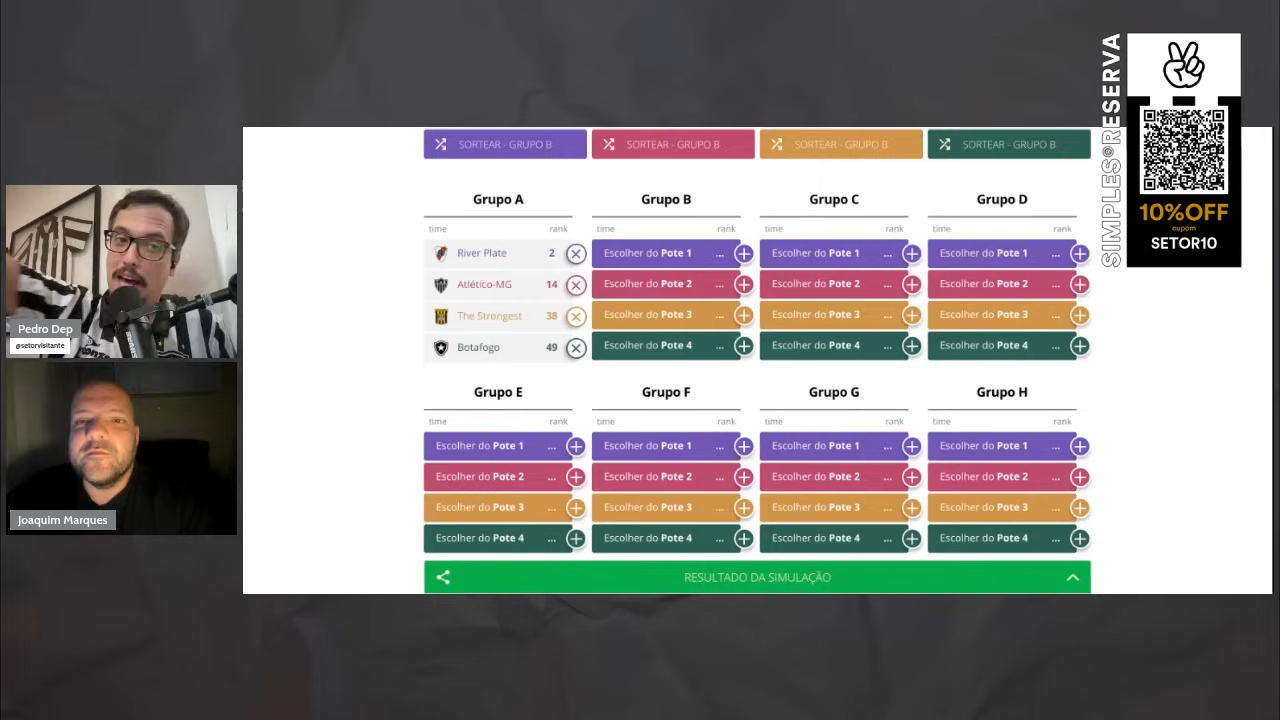 SORTEAR - GRUPO B
SORTEAR - GRUPO B
SORTEAR - GRUPO B
SORTEAR - GRUPO B
Grupo A
time rank
River Plate 2
Atlético-MG 14
The Strongest 38
Botafogo 49
Grupo B
time rank
Escolher do Pote 1 ...
Escolher do Pote 2 ...
Escolher do Pote 3 ...
Escolher do Pote 4 ...
Grupo C
time rank
Escolher do Pote 1 ...
Escolher do Pote 2 ...
Escolher do Pote 3 ...
Escolher do Pote 4 ...
Grupo D
time rank
Escolher do Pote 1 ...
Escolher do Pote 2 ...
Escolher do Pote 3 ...
Escolher do Pote 4 ...
Grupo E
time rank
Escolher do Pote 1 ...
Escolher do Pote 2 ...
Escolher do Pote 3 ...
Escolher do Pote 4 ...
Grupo F
time rank
Escolher do Pote 1 ...
Escolher do Pote 2 ...
Escolher do Pote 3 ...
Escolher do Pote 4 ...
Grupo G
time rank
Escolher do Pote 1 ...
Escolher do Pote 2 ...
Escolher do Pote 3 ...
Escolher do Pote 4 ...
Grupo H
time rank
Escolher do Pote 1 ...
Escolher do Pote 2 ...
Escolher do Pote 3 ...
Escolher do Pote 4 ...
RESULTADO DA SIMULAÇÃO
Pedro Dep
@setorvisitante
Joaquim Marques
SIMPLES@RESERVA
10%OFF
cupom
SETOR10